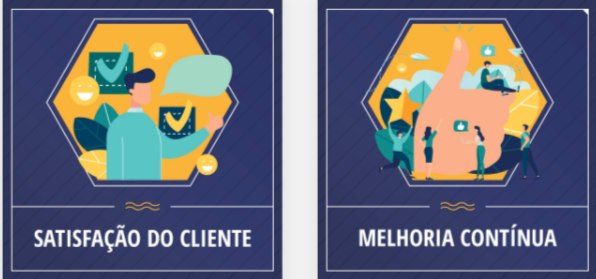 SATISFAÇÃO DO CLIENTE
MELHORIA CONTÍNUA